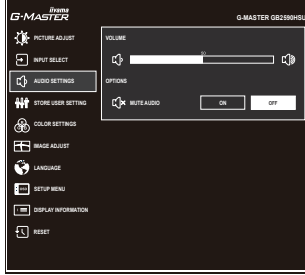 iiyama
G-MASTER
G-MASTER GB2590HSU
PICTURE ADJUST
INPUT SELECT
AUDIO SETTINGS
STORE USER SETTING
COLOR SETTINGS
IMAGE ADJUST
LANGUAGE
SETUP MENU
DISPLAY INFORMATION
RESET
VOLUME
50
OPTIONS
MUTE AUDIO
ON
OFF